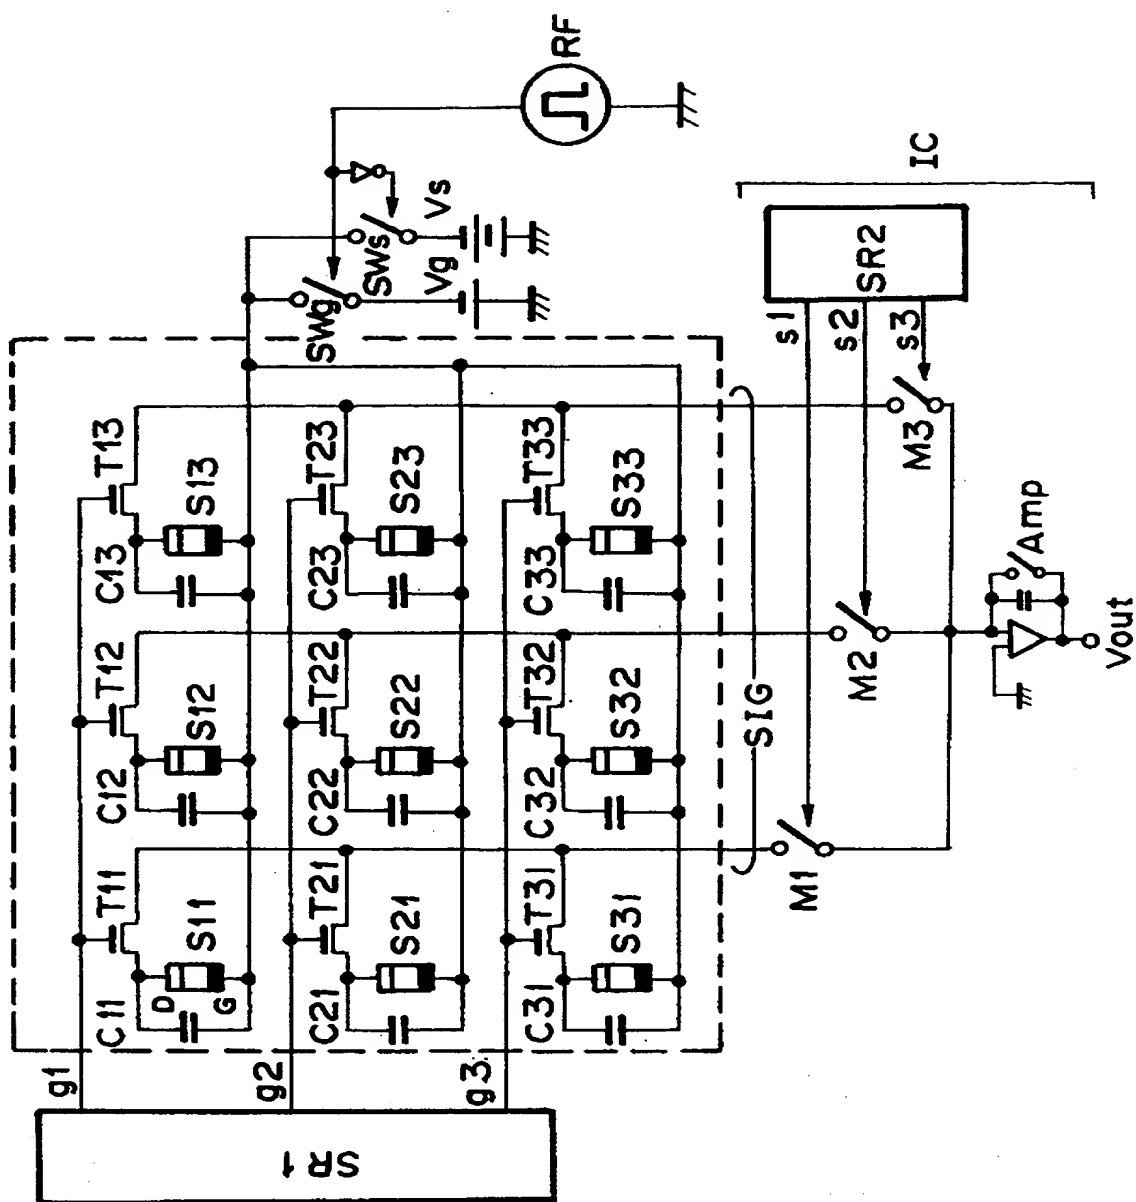 SR1
g1
g2
g3
C11
T11
D
S11
G
C12
T12
S12
C13
T13
S13
C21
T21
S21
C22
T22
S22
C23
T23
S23
C31
T31
S31
C32
T32
S32
C33
T33
S33
SWg
SWs
Vg
Vs
RF
SIG
IC
SR2
s1
s2
s3
M1
M2
M3
Amp
Vout